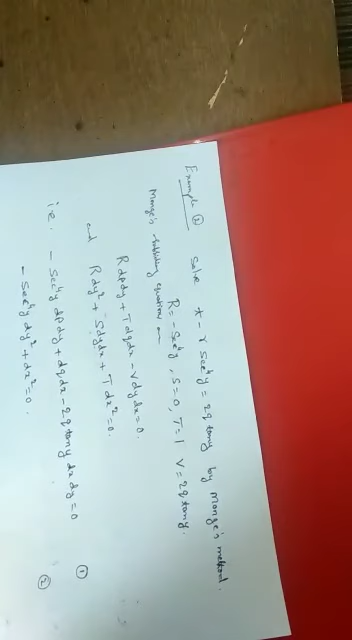 Example ② Solve t - r sec⁴y = 2q tany by Monge's method.
R = -sec⁴y, S = 0, T = 1 V = 2q tany.
Monge's subsidiary equations are
R dp dy + T dq dx - V dy dx = 0.
and R dy² + S dy dx + T dx² = 0. ①
i.e. - sec⁴y dp dy + dq dx - 2q tany dx dy = 0
- sec⁴y dy² + dx² = 0. ②